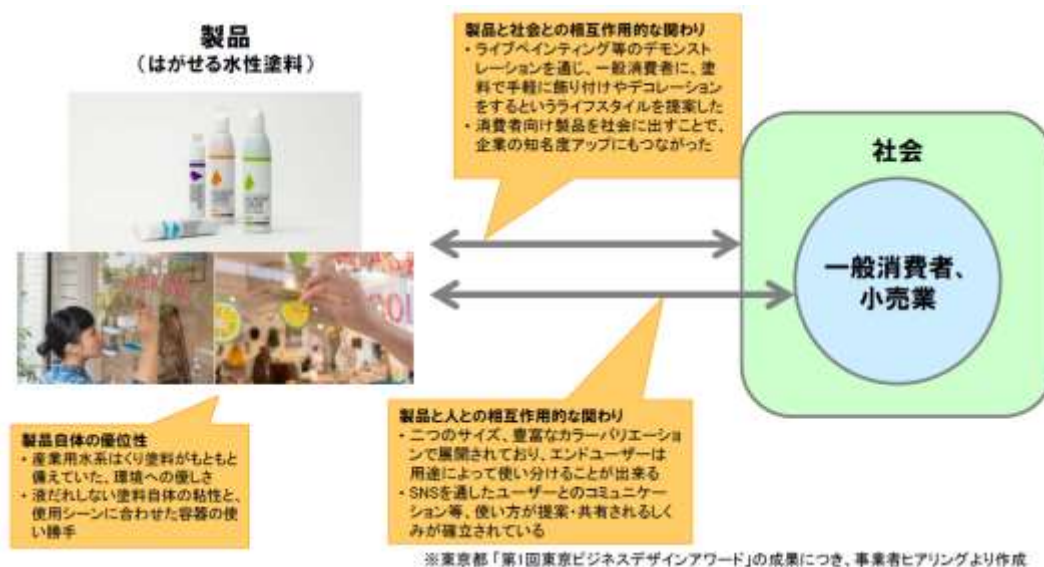 製品
（はがせる水性塗料）
製品と社会との相互作用的な関わり
・ライブペインティング等のデモンスト
レーションを通じ、一般消費者に、塗
料で手軽に飾り付けやデコレーション
をするというライフスタイルを提案した
・消費者向け製品を社会に出すことで、
企業の知名度アップにもつながった
社会
一般消費者、
小売業
製品自体の優位性
・産業用水系はくり塗料がもともと
備えていた、環境への優しさ
・液だれしない塗料自体の粘性と、
使用シーンに合わせた容器の使
い勝手
製品と人との相互作用的な関わり
・二つのサイズ、豊富なカラーバリエーショ
ンで展開されており、エンドユーザーは
用途によって使い分けることが出来る
・SNSを通したユーザーとのコミュニケー
ション等、使い方が提案・共有されるしく
みが確立されている
※東京都「第1回東京ビジネスデザインアワード」の成果につき、事業者ヒアリングより作成